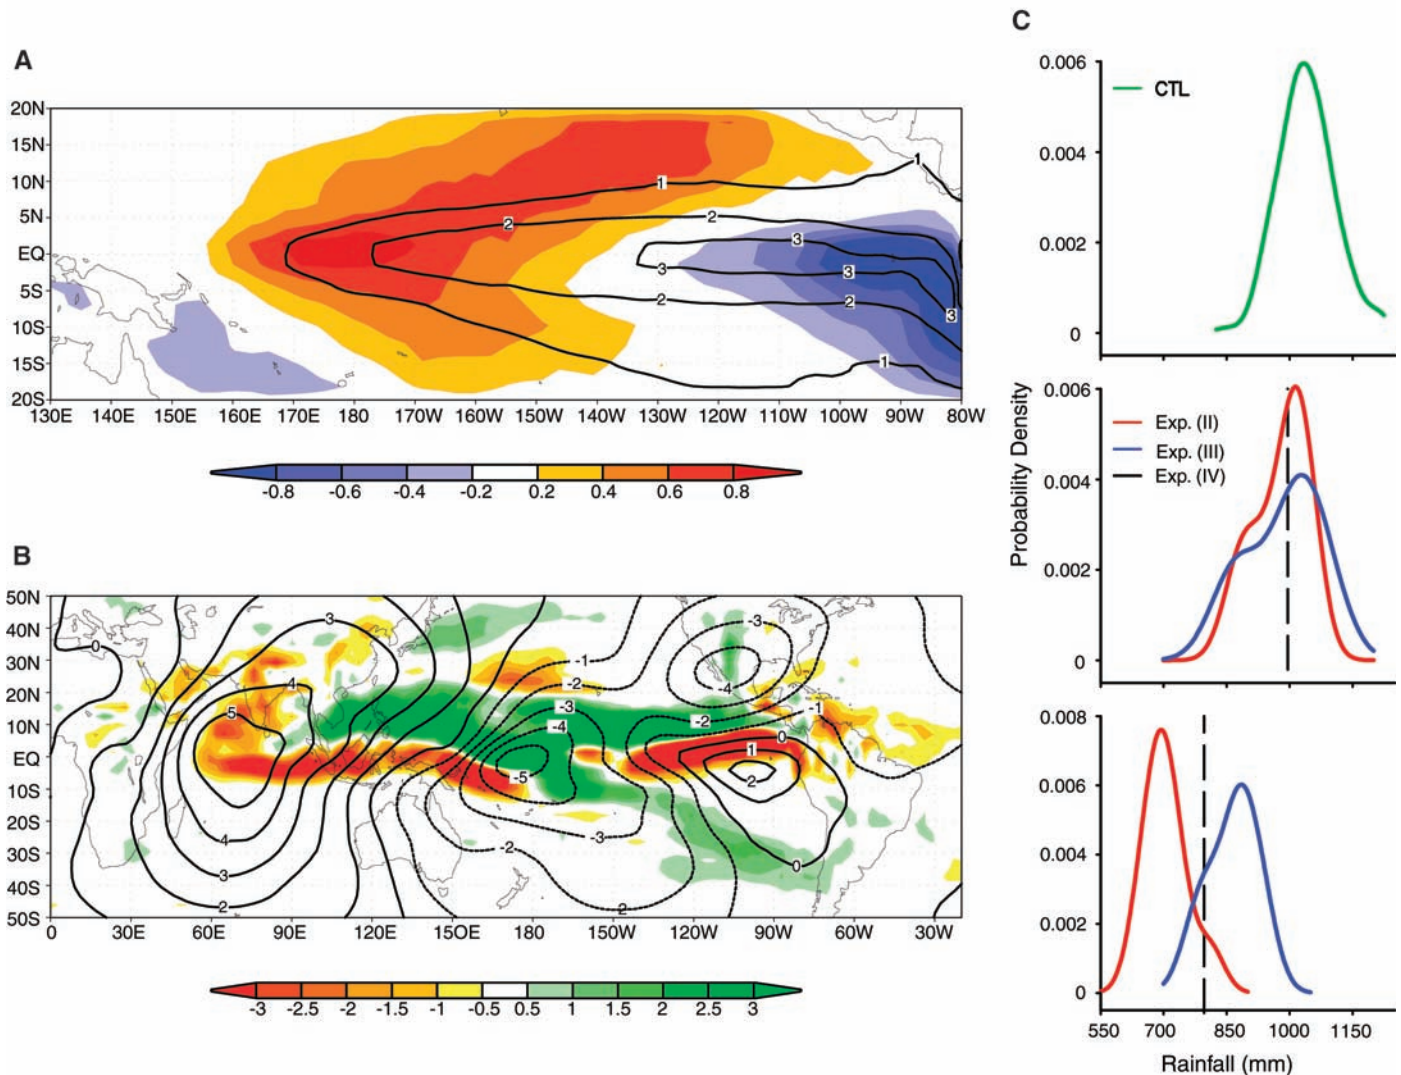 A
20N
15N
10N
5N
EQ
5S
10S
15S
20S
1
1
2
2
3
3
3
2
2
3
1
130E 140E 150E 160E 170E 180 170W 160W 150W 140W 130W 120W 110W 100W 90W 80W
-0.8 -0.6 -0.4 -0.2 0.2 0.4 0.6 0.8
B
50N
40N
30N
20N
10N
EQ
10S
20S
30S
40S
50S
0
3
-3
-1
4
-2
-4
5
-3
-2
-1
-4
0
1
-5
2
4
-3
-2
3
0
2
-2
0 30E 60E 90E 120E 150E 180 150W 120W 90W 60W 30W
-3 -2.5 -2 -1.5 -1 -0.5 0.5 1 1.5 2 2.5 3
C
Probability Density
0.006
0.004
0.002
0
CTL
0.006
0.004
0.002
0
Exp. (II)
Exp. (III)
Exp. (IV)
0.008
0.006
0.004
0.002
0
550 700 850 1000 1150
Rainfall (mm)